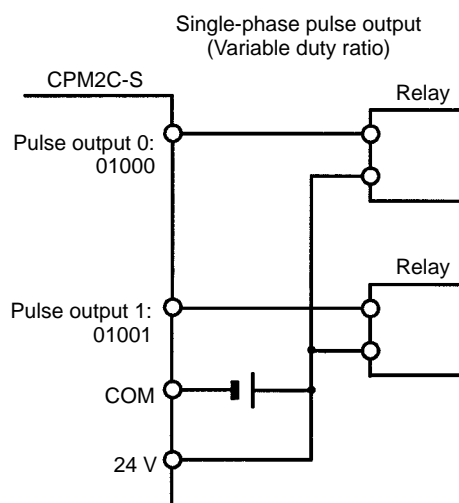 Single-phase pulse output
(Variable duty ratio)
CPM2C-S
Relay
Pulse output 0:
01000
Relay
Pulse output 1:
01001
COM
24 V